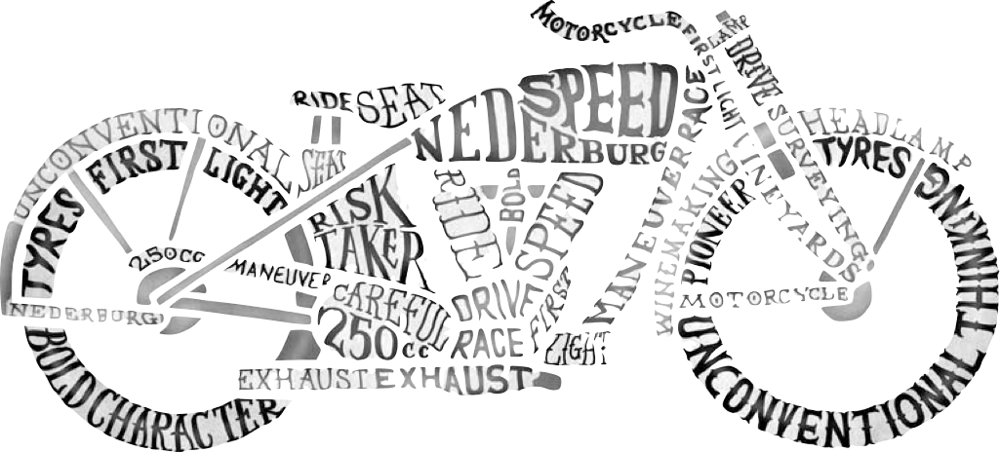 MOTORCYCLE
FIRST
LIGHT
LAMP
DRIVE
SURVEYING
VINEYARDS
RIDE SEAT
SEAT
NED SPEED
NEDERBURG
MANEUVER RACE
WINEMAKING
PIONEER
HEADLAMP
TYRES
THINKING
UNCONVENTIONAL
MOTORCYCLE
UNCONVENTIONAL
FIRST LIGHT
TYRES
250cc
NEDERBURG
BOLD CHARACTER
RISK
TAKER
MANEUVER
CAREFUL
250cc
RIDE
BOLD
SPEED
DRIVE
RACE
FIRST
LIGHT
EXHAUST EXHAUST